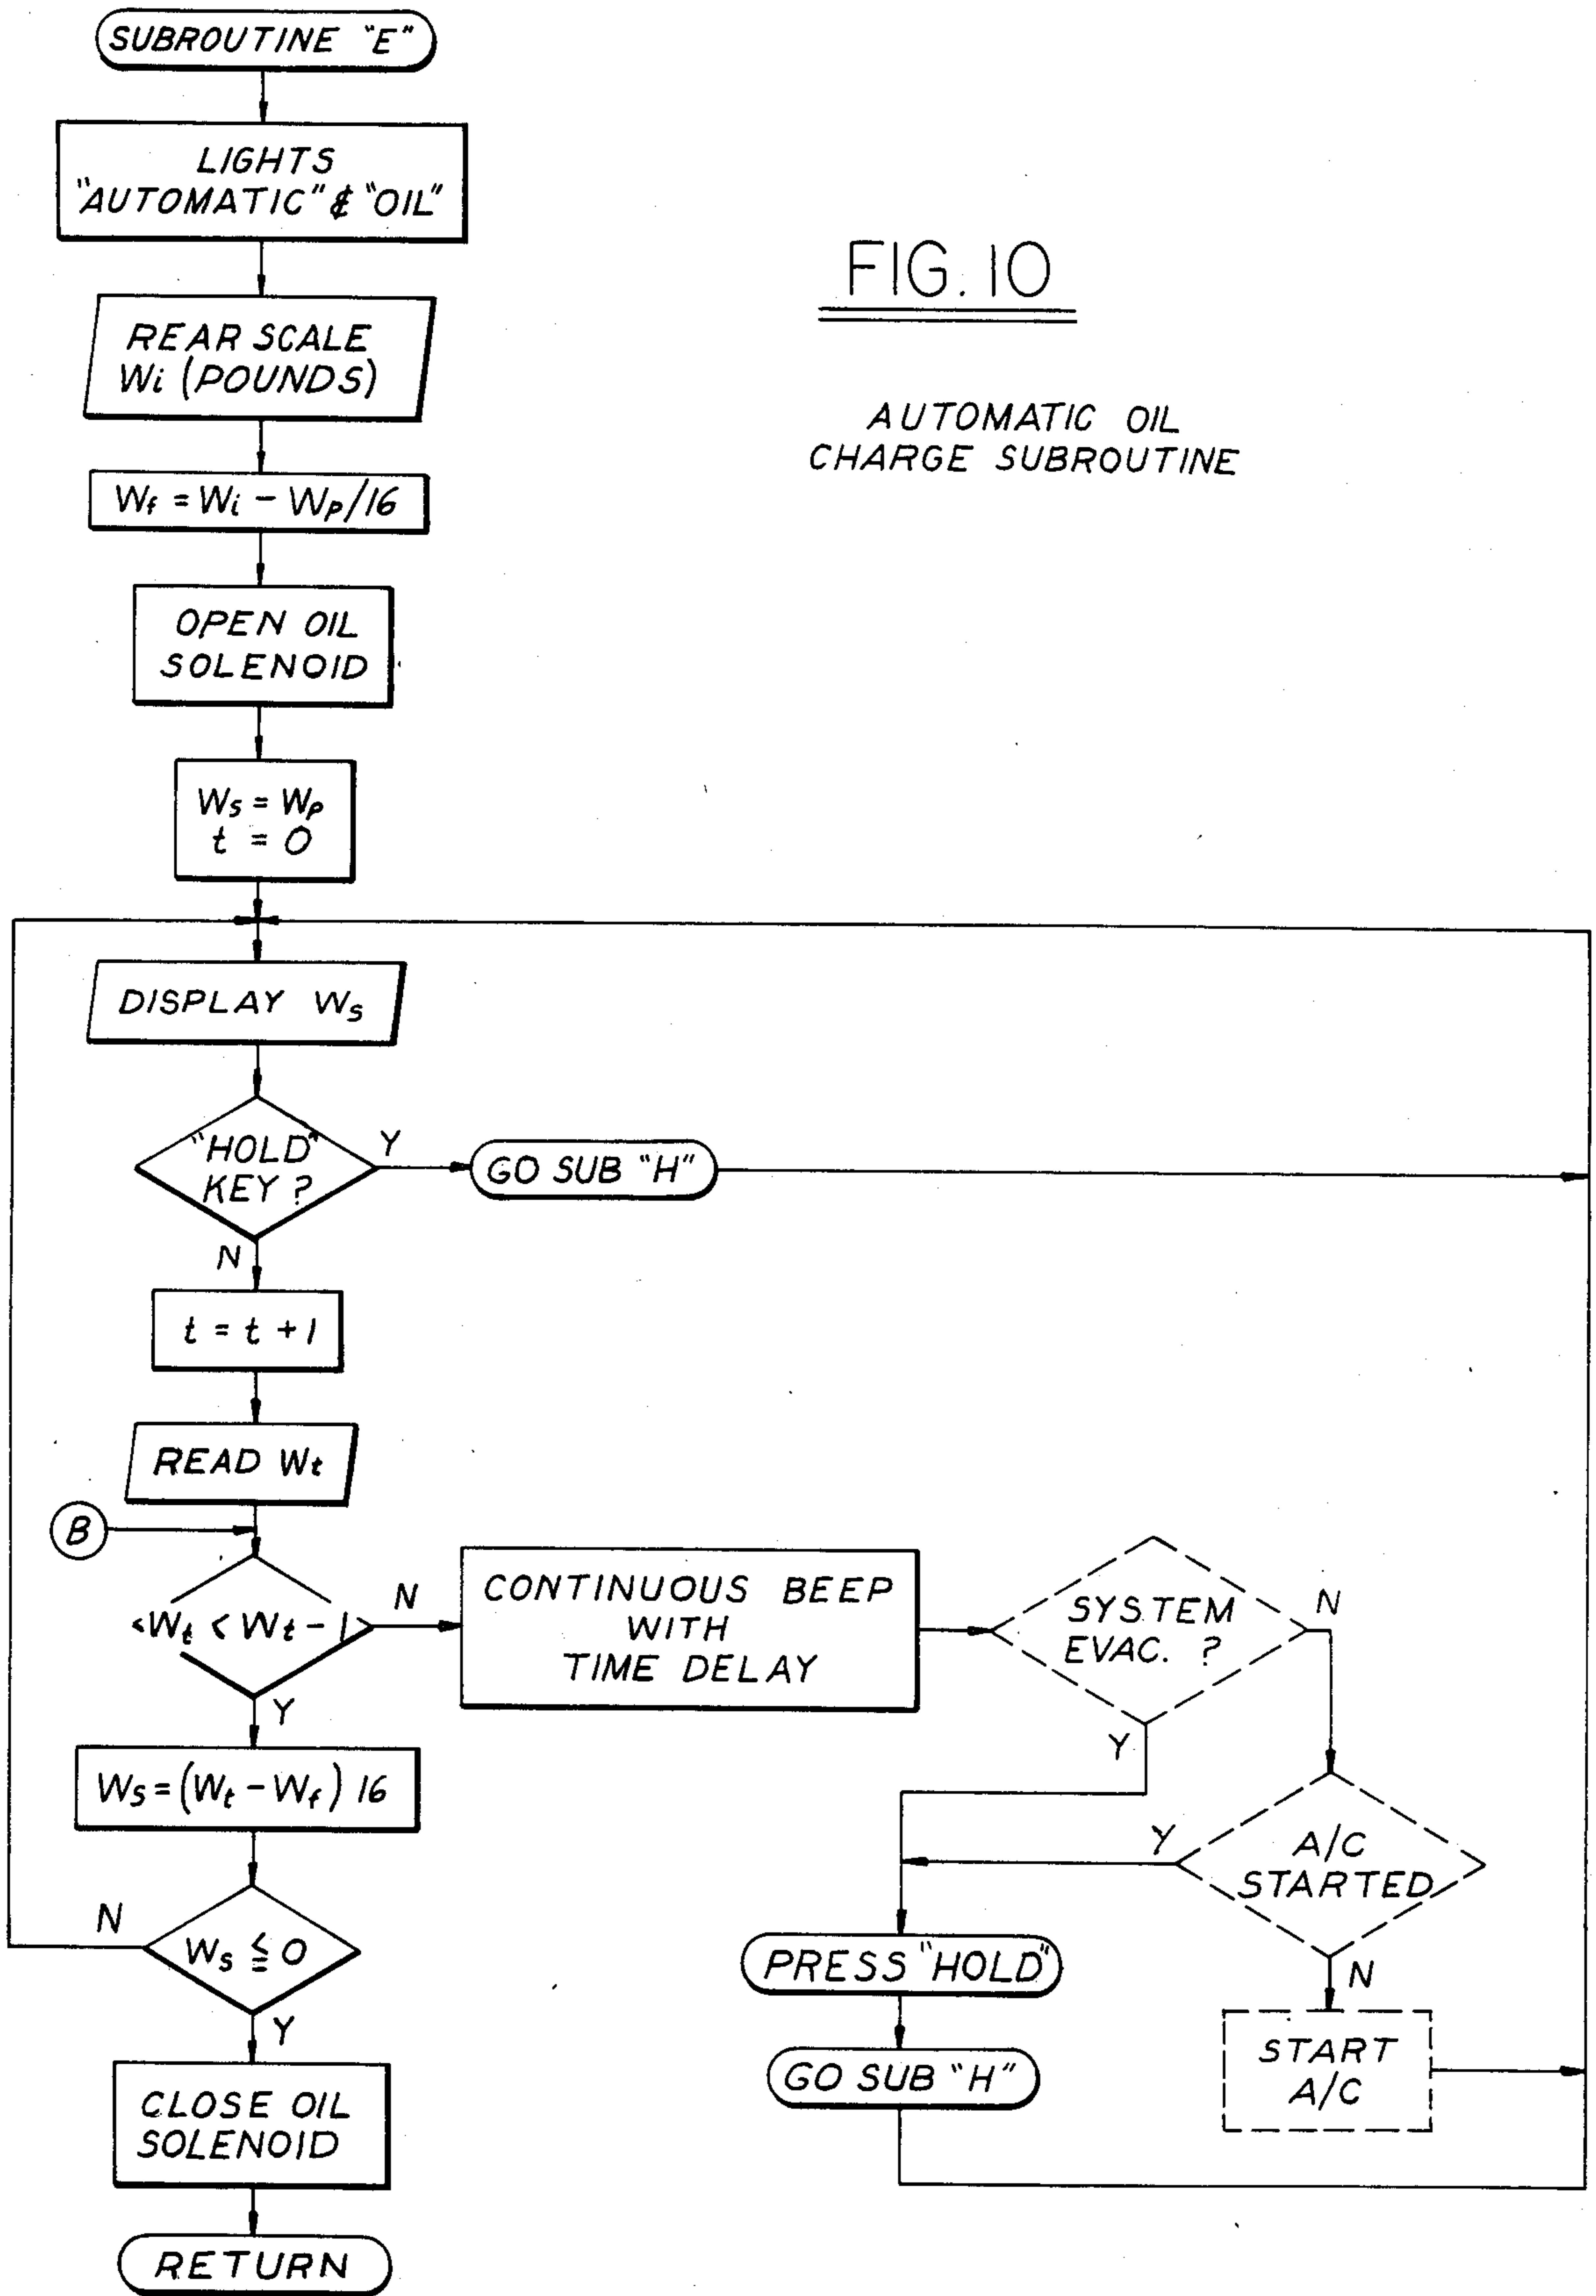 SUBROUTINE "E"
LIGHTS
"AUTOMATIC" & "OIL"
FIG. 10
AUTOMATIC OIL
CHARGE SUBROUTINE
REAR SCALE
Wi (POUNDS)
Wf = Wi - Wp/16
OPEN OIL
SOLENOID
Ws = Wp
t = 0
DISPLAY Ws
"HOLD"
KEY ?
Y
GO SUB "H"
N
t = t + 1
READ Wt
B
Wt < Wt - 1
N
CONTINUOUS BEEP
WITH
TIME DELAY
SYSTEM
EVAC. ?
N
Y
Y
Ws = (Wt - Wf) 16
A/C
STARTED
Y
N
N
Ws ≦ 0
Y
PRESS "HOLD"
GO SUB "H"
START
A/C
CLOSE OIL
SOLENOID
RETURN